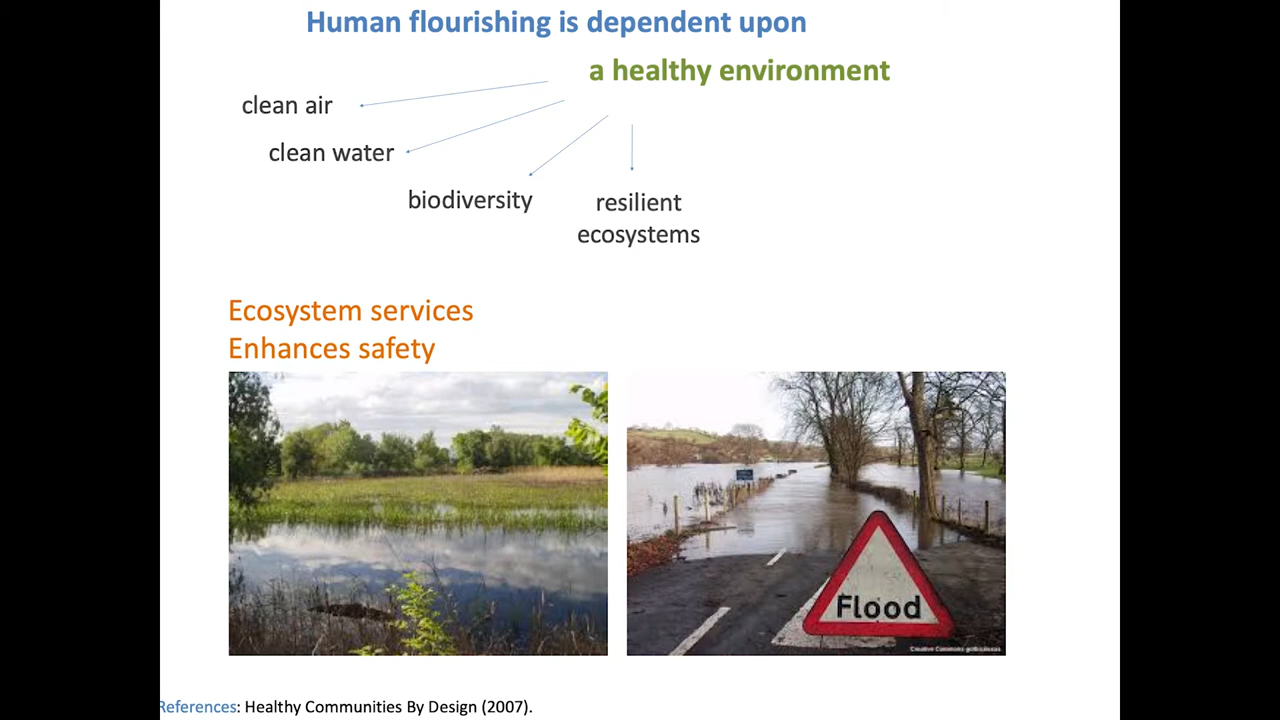 Human flourishing is dependent upon
a healthy environment
clean air
clean water
biodiversity
resilient
ecosystems
Ecosystem services
Enhances safety
Flood
References: Healthy Communities By Design (2007).